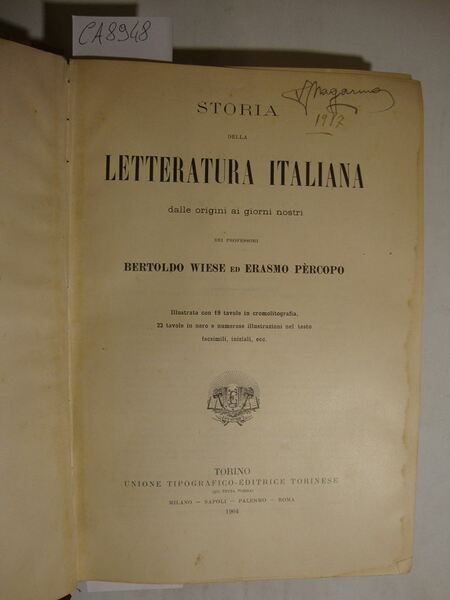 CA8948
1917
STORIA
DELLA
LETTERATURA ITALIANA
dalle origini ai giorni nostri
DEI PROFESSORI
BERTOLDO WIESE ED ERASMO PÈRCOPO
Illustrata con 19 tavole in cromolitografia,
22 tavole in nero e numerose illustrazioni nel testo
facsimili, iniziali, ecc.
TORINO
UNIONE TIPOGRAFICO-EDITRICE TORINESE
MILANO — NAPOLI — PALERMO — ROMA
1904